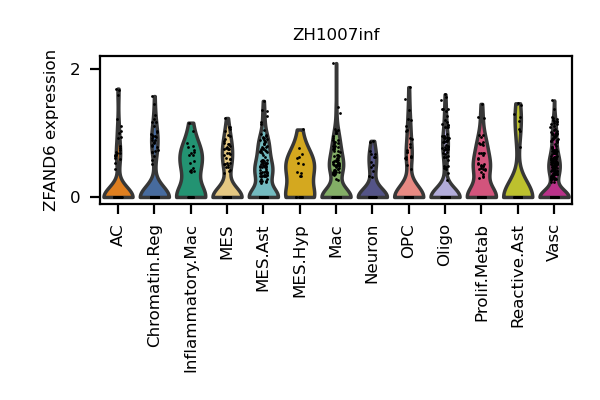 ZH1007inf
ZFAND6 expression
2
0
AC
Chromatin.Reg
Inflammatory.Mac
MES
MES.Ast
MES.Hyp
Mac
Neuron
OPC
Oligo
Prolif.Metab
Reactive.Ast
Vasc